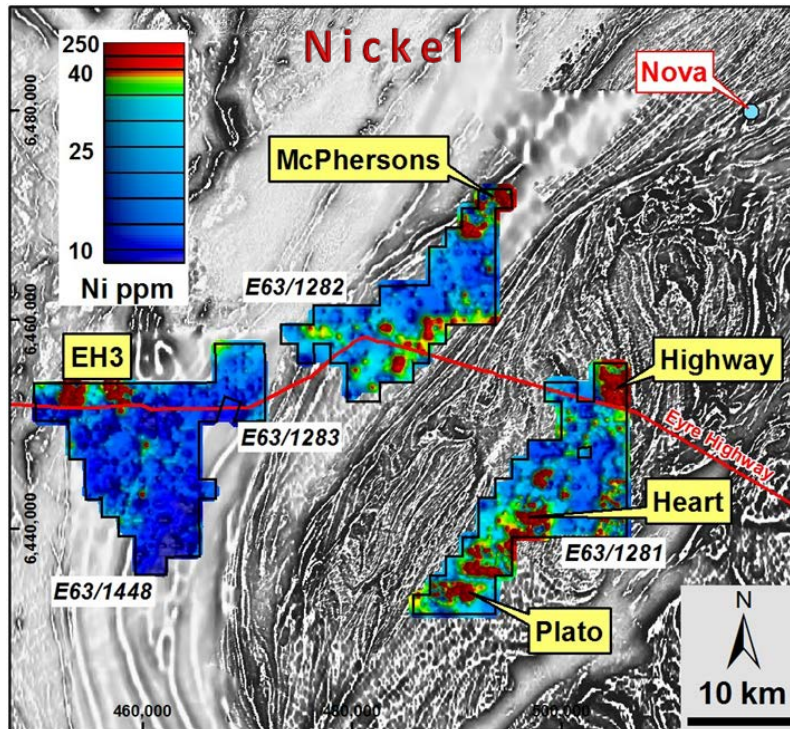 Nickel
250
40
25
10
Ni ppm
Nova
McPhersons
E63/1282
EH3
E63/1283
E63/1448
Highway
Eyre Highway
Heart
E63/1281
Plato
6,480,000
6,460,000
6,440,000
460,000
480,000
500,000
N
10 km